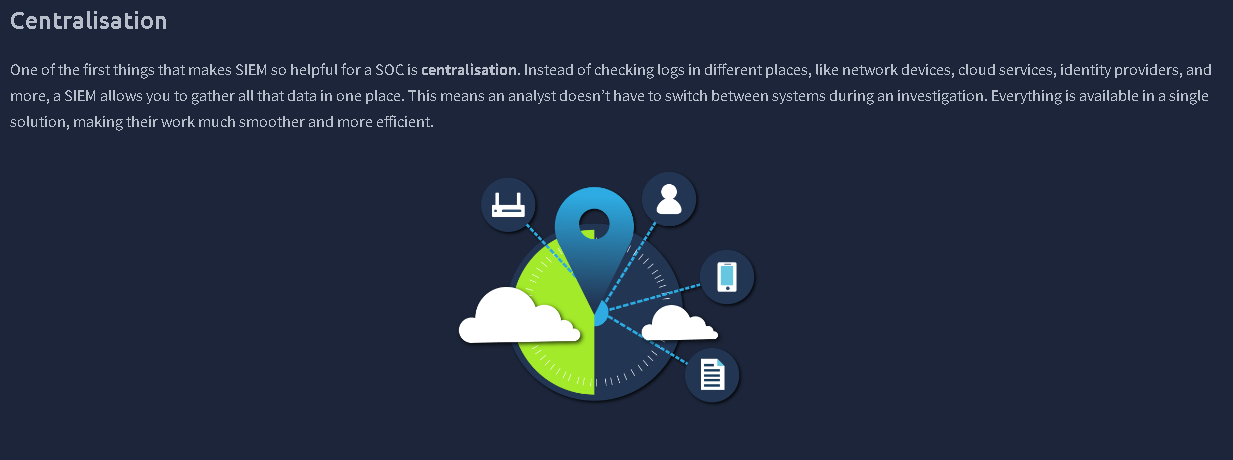 Centralisation
One of the first things that makes SIEM so helpful for a SOC is centralisation. Instead of checking logs in different places, like network devices, cloud services, identity providers, and
more, a SIEM allows you to gather all that data in one place. This means an analyst doesn’t have to switch between systems during an investigation. Everything is available in a single
solution, making their work much smoother and more efficient.